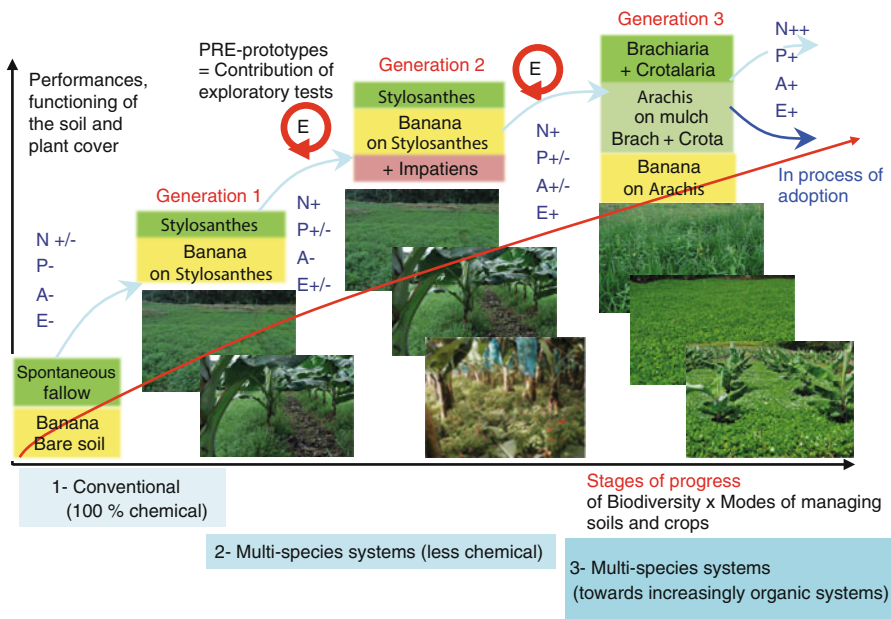 Performances,
functioning of
the soil and
plant cover
PRE-prototypes
= Contribution of
exploratory tests
E
E
Generation 1
Stylosanthes
Banana
on Stylosanthes
Generation 2
Stylosanthes
Banana
on Stylosanthes
+ Impatiens
Generation 3
Brachiaria
+ Crotalaria
Arachis
on mulch
Brach + Crota
Banana
on Arachis
N +/-
P-
A-
E-
N+
P+/-
A-
E+/-
N+
P+/-
A+/-
E+
N++
P+
A+
E+
In process of
adoption
Spontaneous
fallow
Banana
Bare soil
Stages of progress
of Biodiversity x Modes of managing
soils and crops
1- Conventional
(100 % chemical)
2- Multi-species systems (less chemical)
3- Multi-species systems
(towards increasingly organic systems)